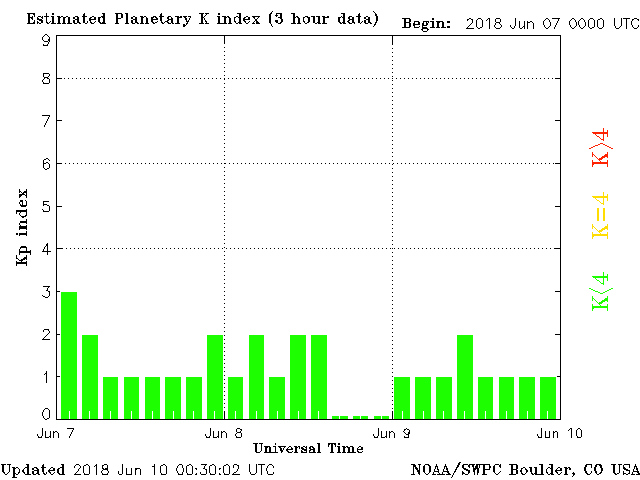 Estimated Planetary K index (3 hour data)
Begin: 2018 Jun 07 0000 UTC
9
8
7
6
5
4
3
2
1
0
Kp index
Jun 7
Jun 8
Jun 9
Jun 10
Universal Time
K>4
K=4
K<4
Updated 2018 Jun 10 00:30:02 UTC
NOAA/SWPC Boulder, CO USA